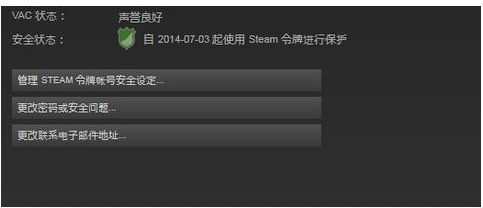 VAC 状态： 声誉良好
安全状态： 自 2014-07-03 起使用 Steam 令牌进行保护
管理 STEAM 令牌帐号安全设定...
更改密码或安全问题...
更改联系电子邮件地址...